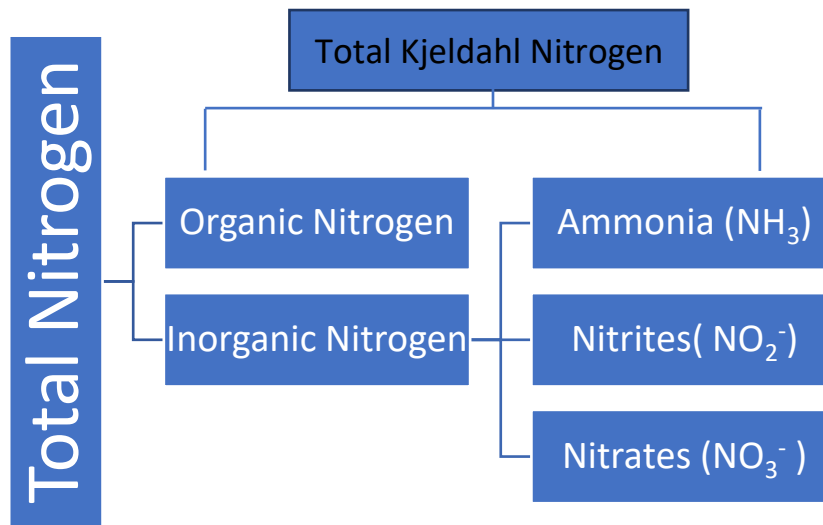 Total Kjeldahl Nitrogen
Total Nitrogen
Organic Nitrogen
Inorganic Nitrogen
Ammonia (NH₃)
Nitrites( NO₂⁻)
Nitrates (NO₃⁻ )